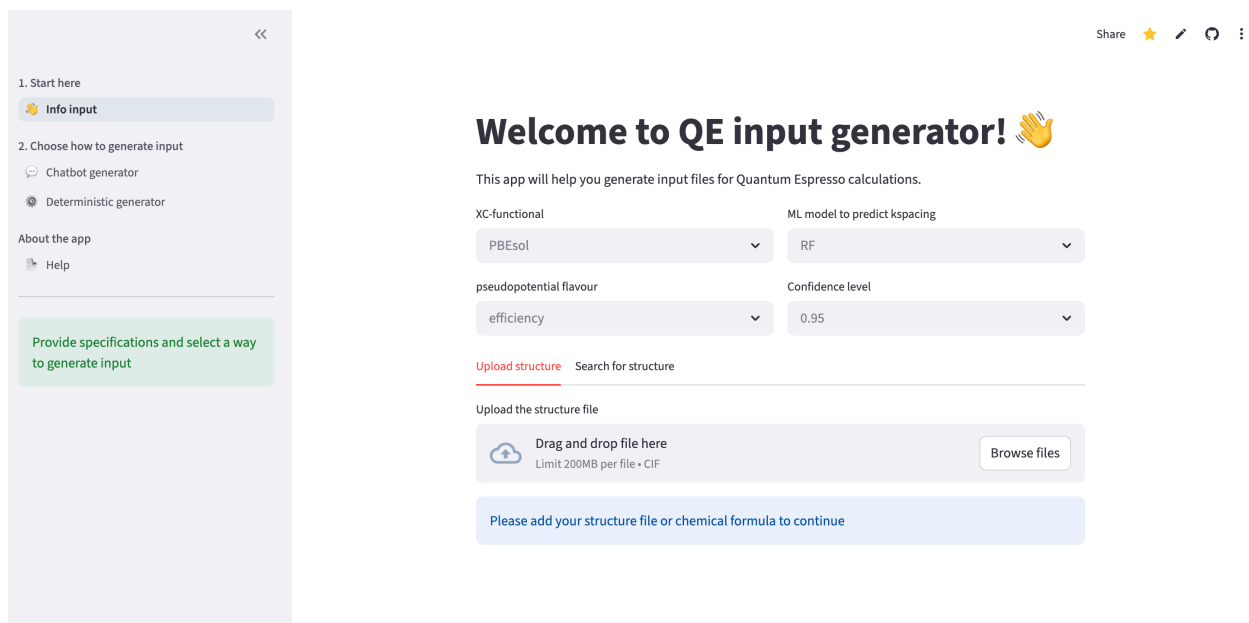 1. Start here
Info input
2. Choose how to generate input
Chatbot generator
Deterministic generator
About the app
Help
Provide specifications and select a way
to generate input
Share
Welcome to QE input generator!
This app will help you generate input files for Quantum Espresso calculations.
XC-functional
ML model to predict kspacing
PBEsol
RF
pseudopotential flavour
Confidence level
efficiency
0.95
Upload structure
Search for structure
Upload the structure file
Drag and drop file here
Limit 200MB per file • CIF
Browse files
Please add your structure file or chemical formula to continue